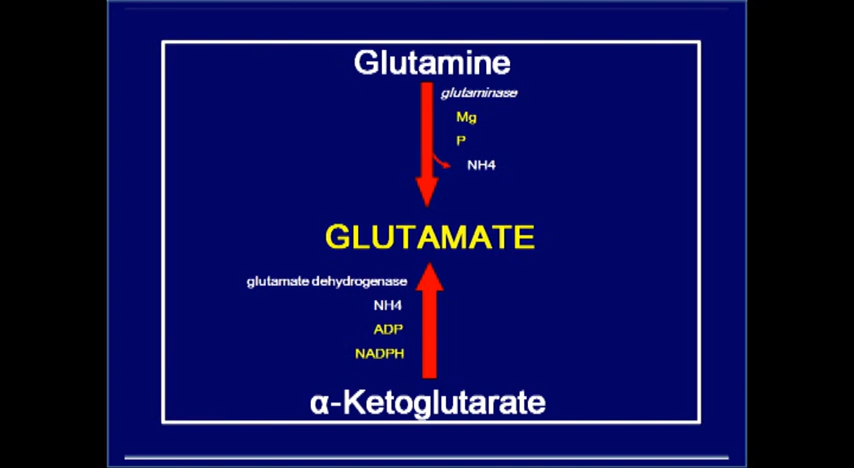 Glutamine
glutaminase
Mg
P
NH4
GLUTAMATE
glutamate dehydrogenase
NH4
ADP
NADPH
α-Ketoglutarate